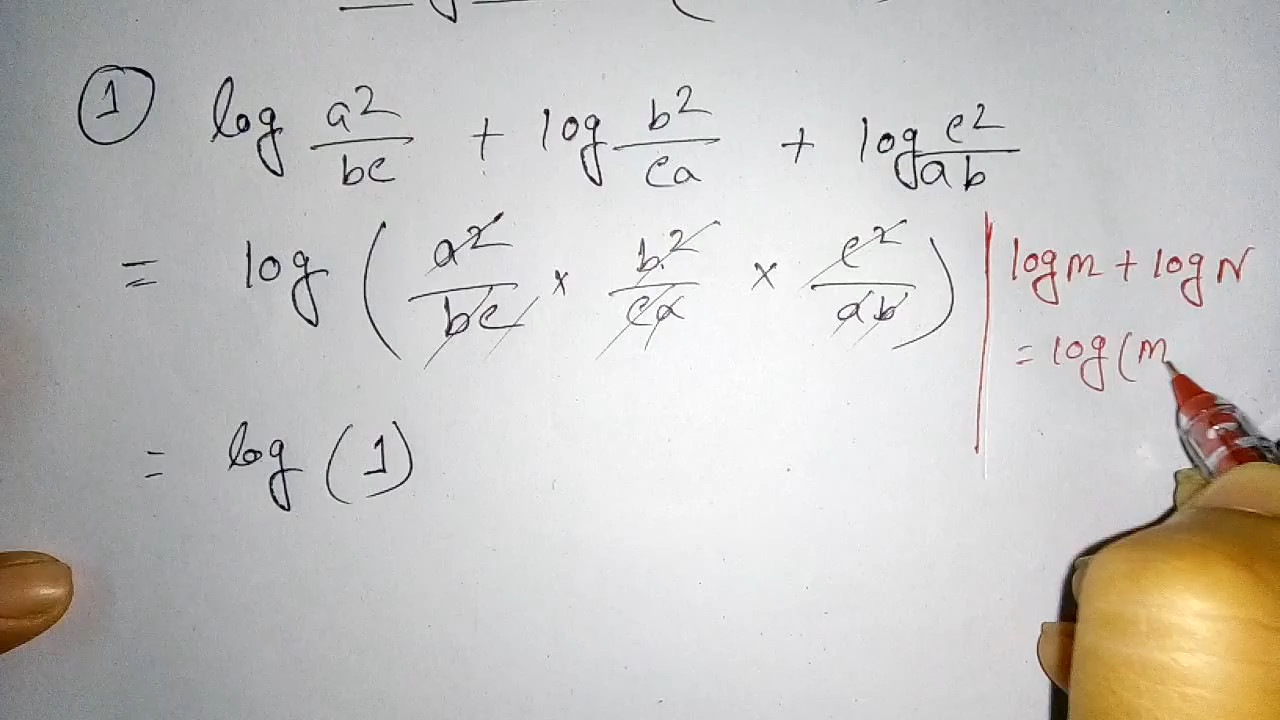 ① log a²/bc + log b²/ca + log c²/ab
= log ( a²/bc × b²/ca × c²/ab )
log m + log N
= log (m
= log (1)